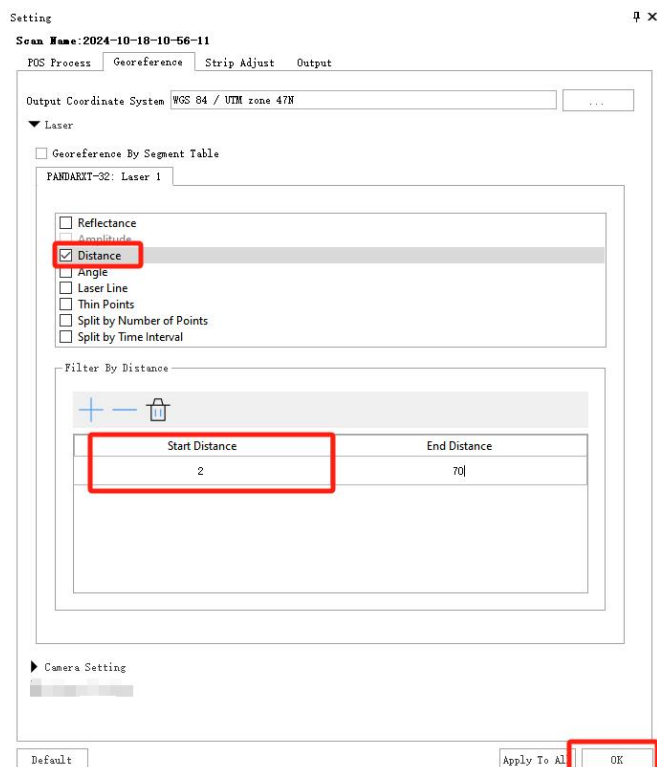 Setting
Scan Name:2024-10-18-10-56-11
POS Process Georeference Strip Adjust Output
Output Coordinate System WGS 84 / UTM zone 47N ...
Laser
Georeference By Segment Table
PANDARXT-32: Laser 1
Reflectance
Amplitude
Distance
Angle
Laser Line
Thin Points
Split by Number of Points
Split by Time Interval
Filter By Distance
Start Distance End Distance
2 70
Camera Setting
Default Apply To Al OK